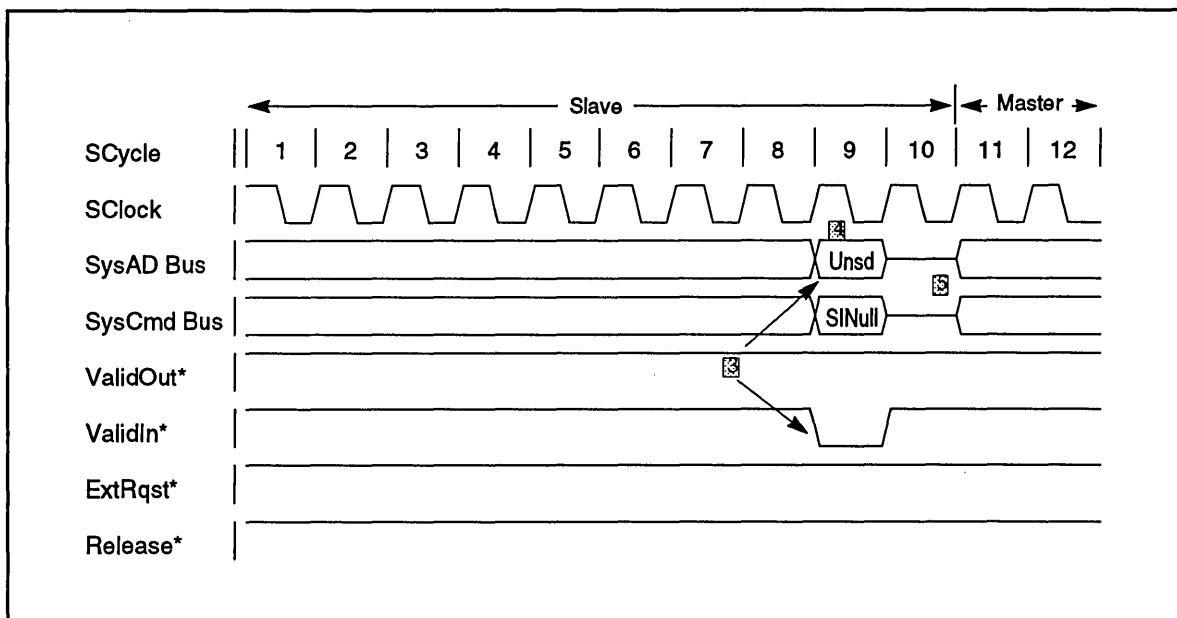 Slave Master
SCycle 1 2 3 4 5 6 7 8 9 10 11 12
SClock
4
SysAD Bus Unsd
5
SysCmd Bus SINull
3
ValidOut*
ValidIn*
ExtRqst*
Release*